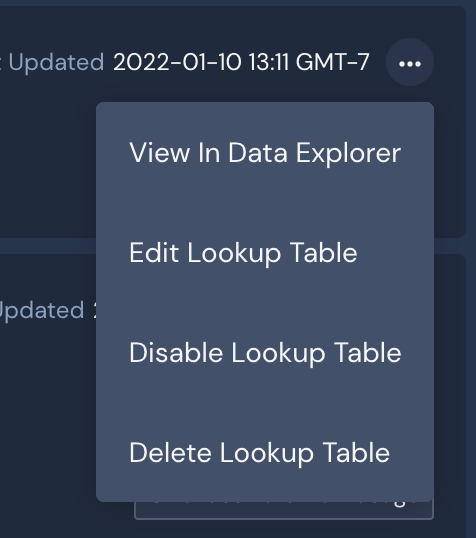 Updated 2022-01-10 13:11 GMT-7
View In Data Explorer
Edit Lookup Table
Updated
Disable Lookup Table
Delete Lookup Table